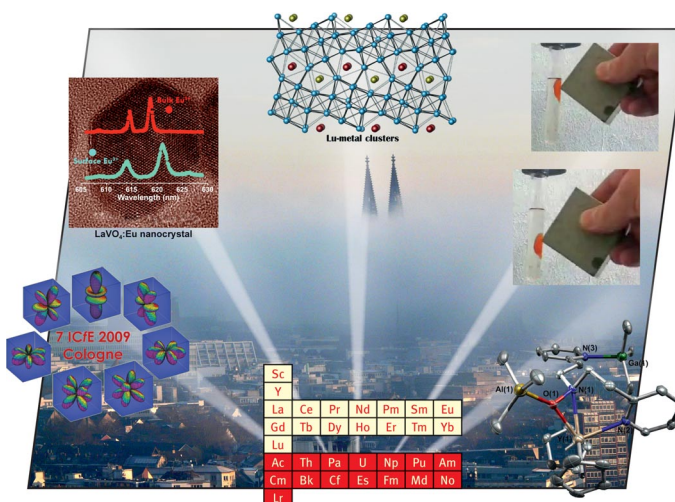 Lu-metal clusters
Bulk Eu³⁺
Surface Eu³⁺
605 610 615 620 625 630
Wavelength (nm)
LaVO₄:Eu nanocrystal
7 ICfE 2009
Cologne
Sc
Y
La Ce Pr Nd Pm Sm Eu
Gd Tb Dy Ho Er Tm Yb
Lu
Ac Th Pa U Np Pu Am
Cm Bk Cf Es Fm Md No
Lr
N(3)
Ga(1)
Al(1)
O(1)
N(1)
N(2)